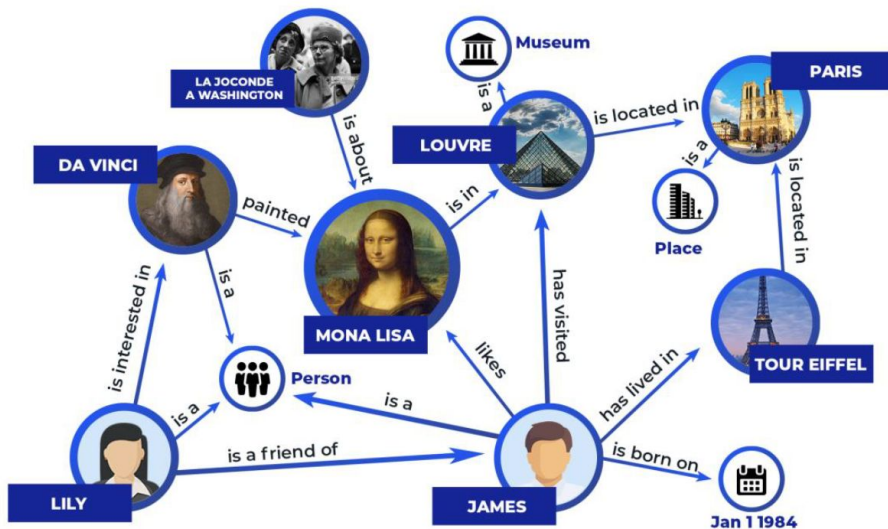 LA JOCONDE
A WASHINGTON
Museum
PARIS
is about
is a
is located in
LOUVRE
DA VINCI
painted
is in
is a
is located in
Place
is a
is interested in
MONA LISA
has visited
likes
TOUR EIFFEL
Person
is a
is a
has lived in
is a friend of
is born on
LILY
JAMES
Jan 1 1984